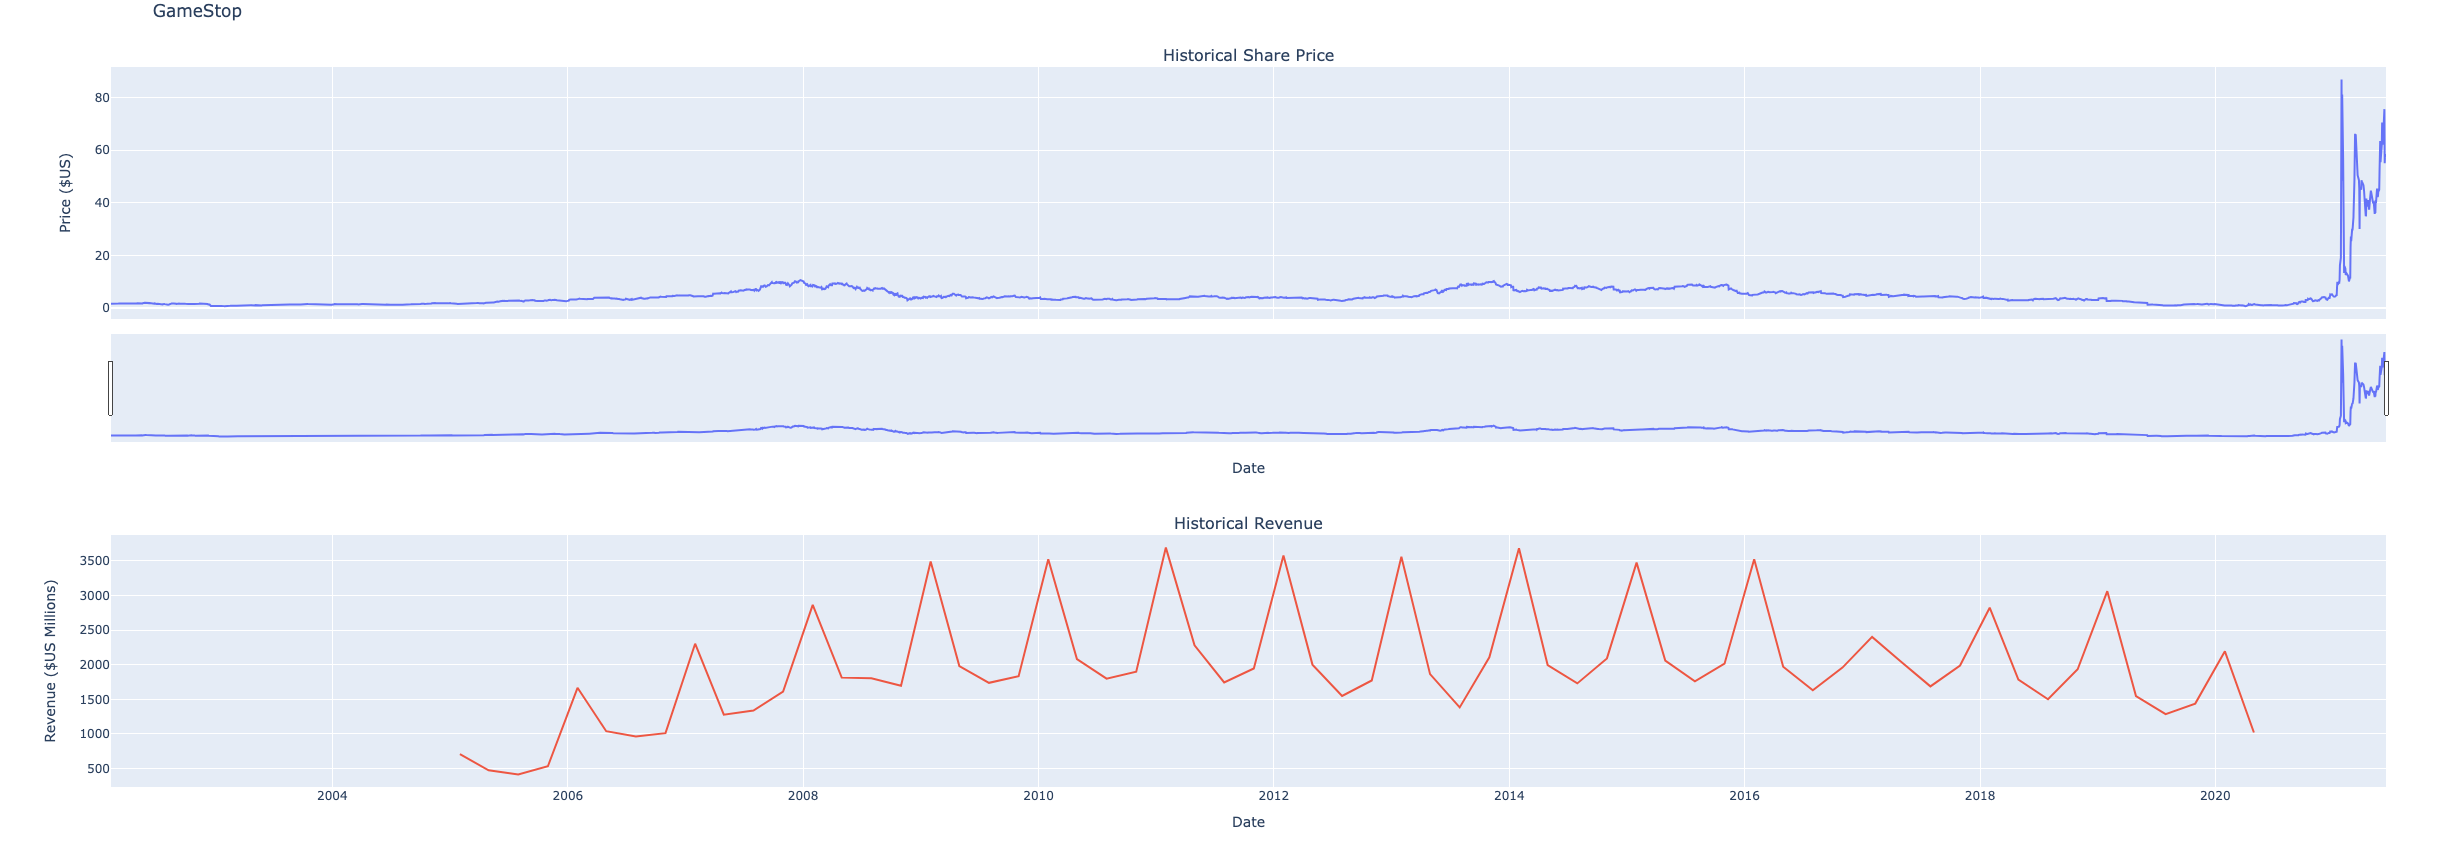 GameStop
Historical Share Price
80
60
40
20
0
Price ($US)
Date
Historical Revenue
3500
3000
2500
2000
1500
1000
500
Revenue ($US Millions)
2004 2006 2008 2010 2012 2014 2016 2018 2020
Date